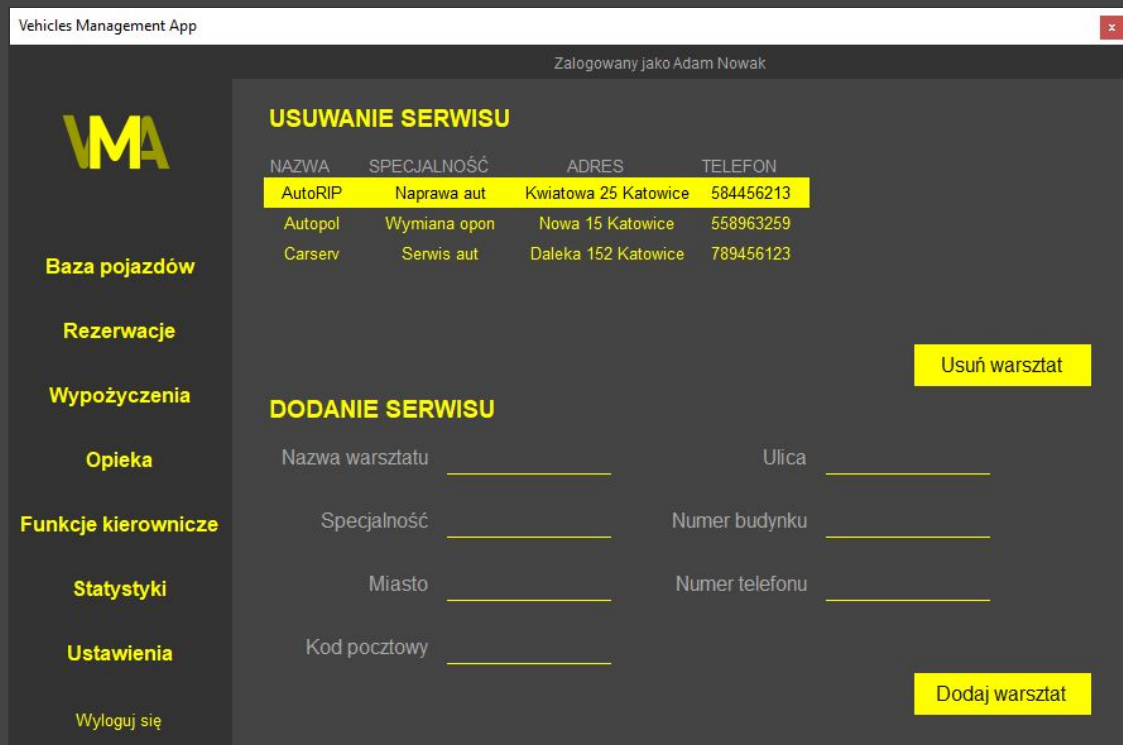 Vehicles Management App
x
Zalogowany jako Adam Nowak
VMA
Baza pojazdów
Rezerwacje
Wypożyczenia
Opieka
Funkcje kierownicze
Statystyki
Ustawienia
Wyloguj się
USUWANIE SERWISU
NAZWA SPECJALNOŚĆ ADRES TELEFON
AutoRIP Naprawa aut Kwiatowa 25 Katowice 584456213
Autopol Wymiana opon Nowa 15 Katowice 558963259
Carserv Serwis aut Daleka 152 Katowice 789456123
Usuń warsztat
DODANIE SERWISU
Nazwa warsztatu Ulica
Specjalność Numer budynku
Miasto Numer telefonu
Kod pocztowy
Dodaj warsztat